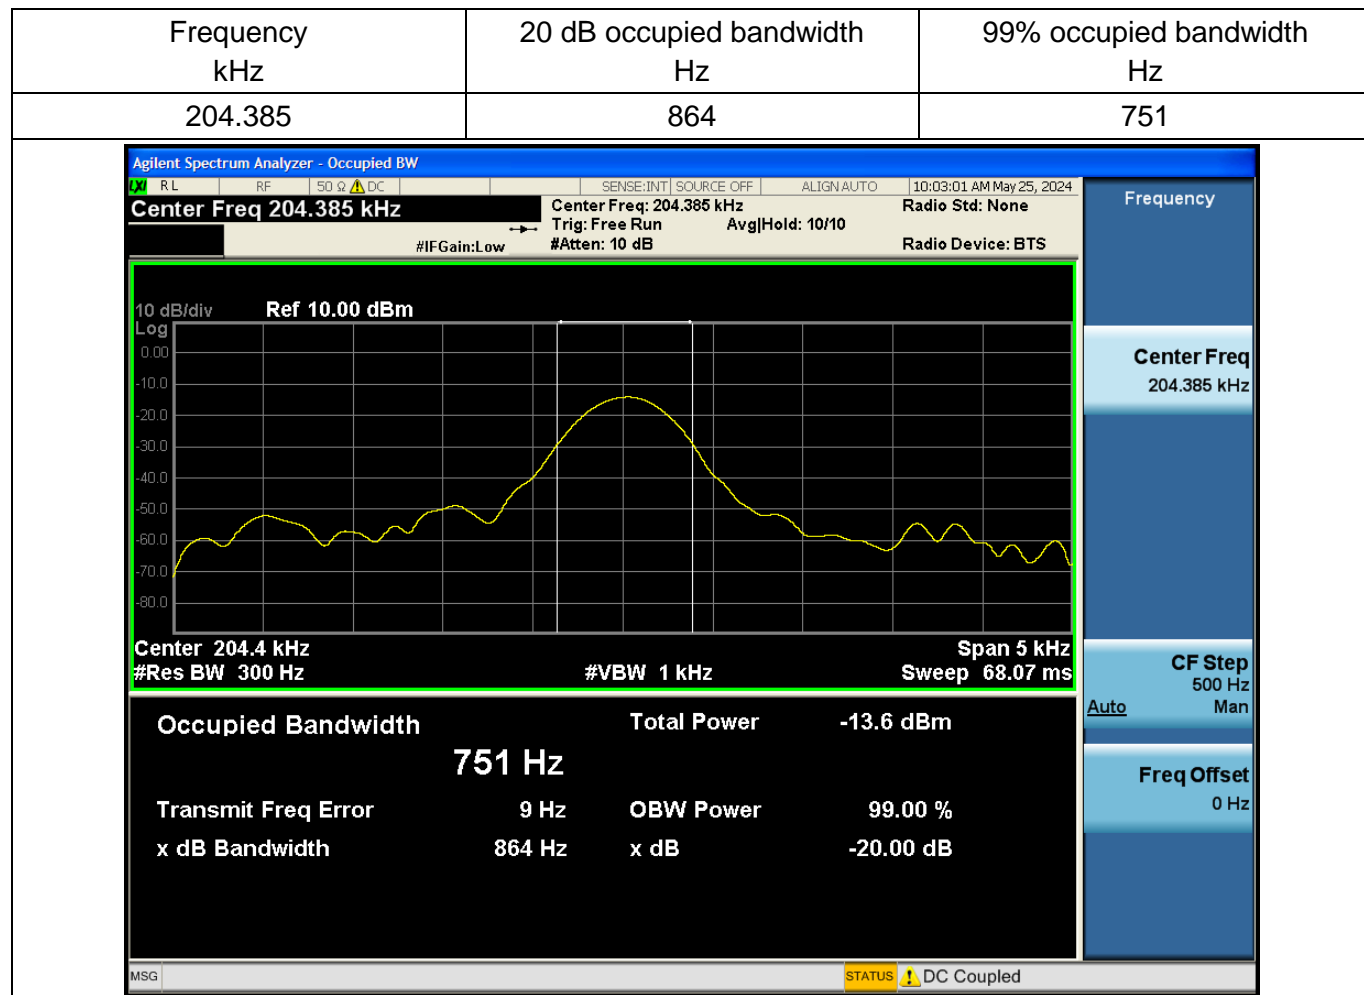 Frequency 20 dB occupied bandwidth 99% occupied bandwidth
kHz Hz Hz
204.385 864 751
Agilent Spectrum Analyzer - Occupied BW
LXI RL RF 50 Ω DC SENSE:INT SOURCE OFF ALIGN AUTO 10:03:01 AM May 25, 2024
Center Freq 204.385 kHz Center Freq: 204.385 kHz Radio Std: None
Trig: Free Run Avg|Hold: 10/10
#IFGain:Low #Atten: 10 dB Radio Device: BTS
10 dB/div Ref 10.00 dBm
Log
0.00
-10.0
-20.0
-30.0
-40.0
-50.0
-60.0
-70.0
-80.0
Center 204.4 kHz Span 5 kHz
#Res BW 300 Hz #VBW 1 kHz Sweep 68.07 ms
Occupied Bandwidth Total Power -13.6 dBm
751 Hz
Transmit Freq Error 9 Hz OBW Power 99.00 %
x dB Bandwidth 864 Hz x dB -20.00 dB
MSG STATUS DC Coupled
Frequency
Center Freq
204.385 kHz
CF Step
500 Hz
Auto Man
Freq Offset
0 Hz